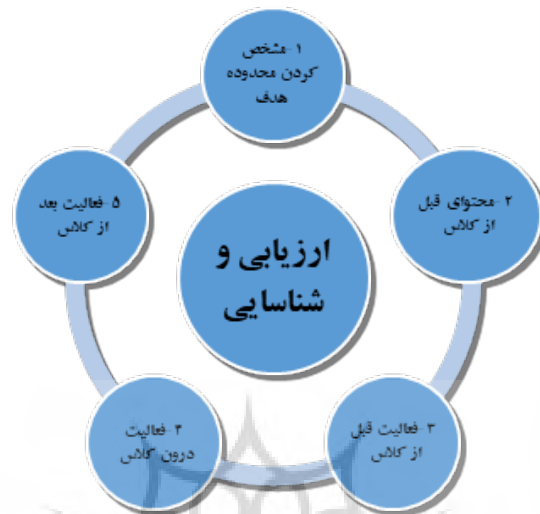 ۱-مشخص
کردن محدوده
هدف
۲-محتوای قبل
از کلاس
۳-فعالیت قبل
از کلاس
۴-فعالیت
درون کلاس
۵-فعالیت بعد
از کلاس
ارزیابی و
شناسایی